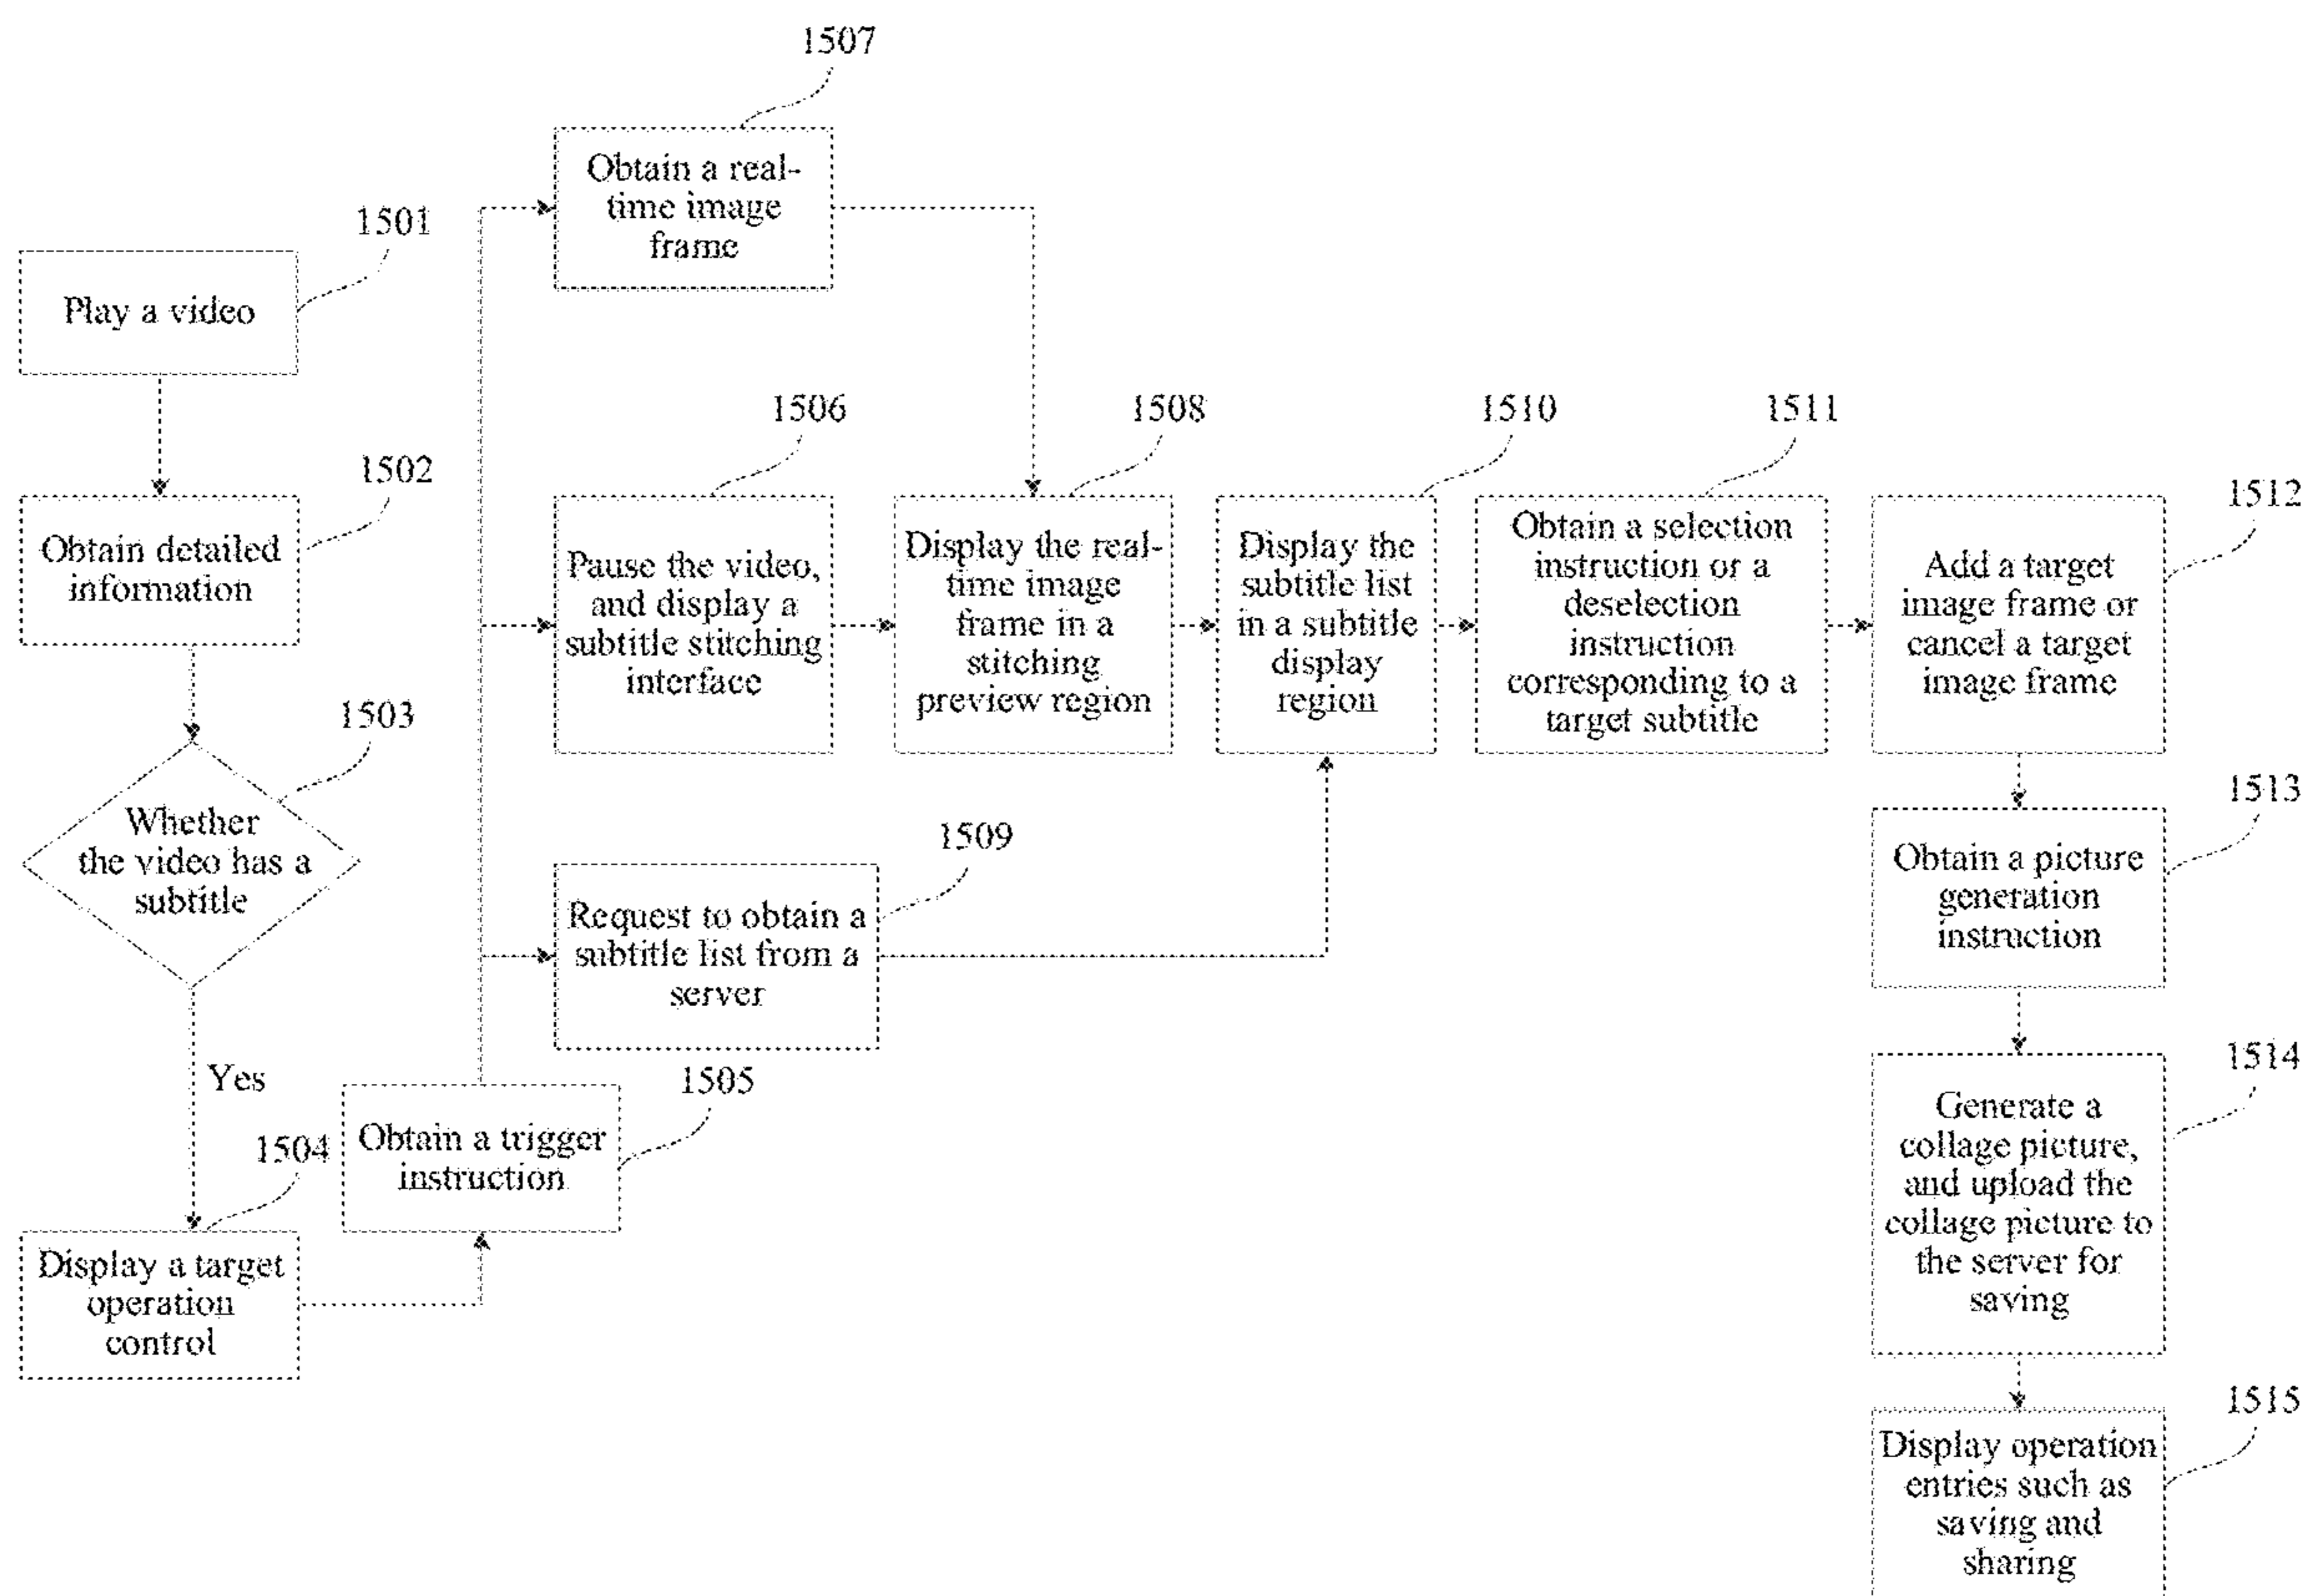 1507
Obtain a real-
time image
frame
1501
Play a video
1502
Obtain detailed
information
1503
Whether
the video has a
subtitle
Yes
1504
Display a target
operation
control
1505
Obtain a trigger
instruction
1506
Pause the video,
and display a
subtitle stitching
interface
1508
Display the real-
time image
frame in a
stitching
preview region
1509
Request to obtain a
subtitle list from a
server
1510
Display the
subtitle list
in a subtitle
display
region
1511
Obtain a selection
instruction or a
deselection
instruction
corresponding to a
target subtitle
1512
Add a target
image frame or
cancel a target
image frame
1513
Obtain a picture
generation
instruction
1514
Generate a
collage picture,
and upload the
collage picture to
the server for
saving
1515
Display operation
entries such as
saving and
sharing